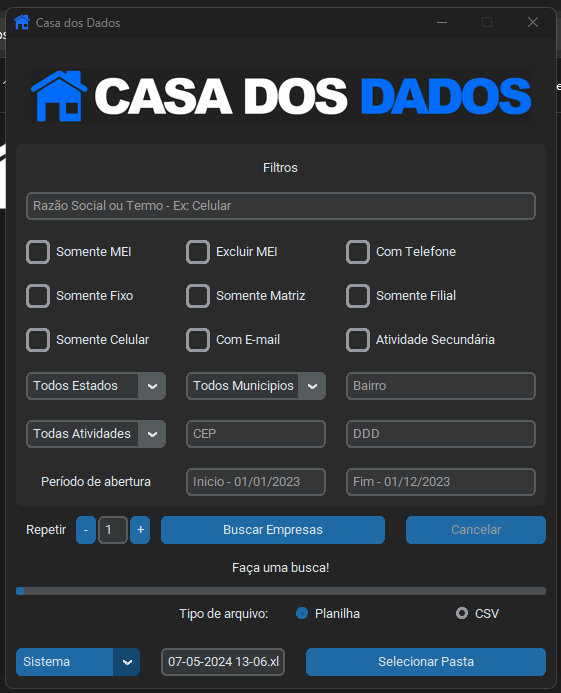 Casa dos Dados
CASA DOS DADOS
Filtros
Razão Social ou Termo - Ex: Celular
Somente MEI Excluir MEI Com Telefone
Somente Fixo Somente Matriz Somente Filial
Somente Celular Com E-mail Atividade Secundária
Todos Estados Todos Municipios Bairro
Todas Atividades CEP DDD
Período de abertura Inicio - 01/01/2023 Fim - 01/12/2023
Repetir - 1 + Buscar Empresas Cancelar
Faça uma busca!
Tipo de arquivo: Planilha CSV
Sistema 07-05-2024 13-06.xl Selecionar Pasta